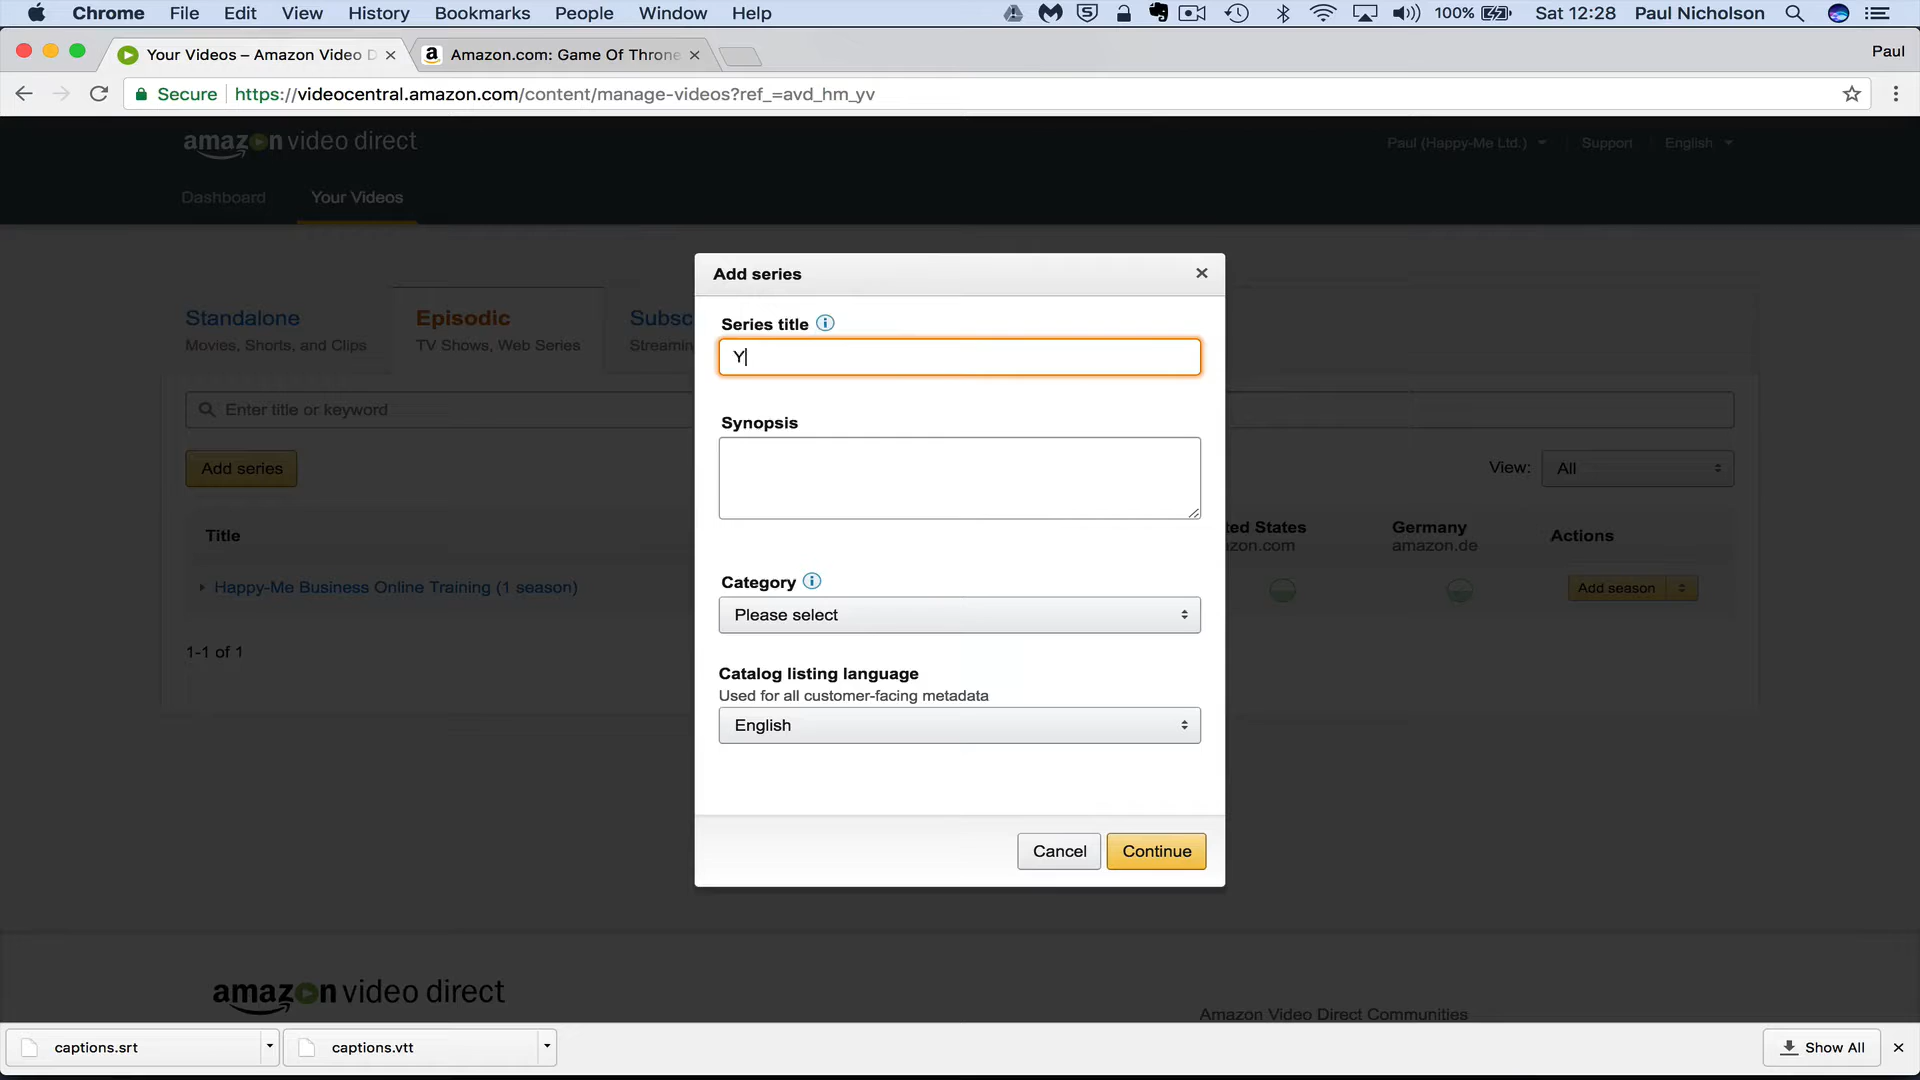 Chrome File Edit View History Bookmarks People Window Help 100% Sat 12:28 Paul Nicholson
Your Videos – Amazon Video D Amazon.com: Game Of Throne Paul
Secure https://videocentral.amazon.com/content/manage-videos?ref_=avd_hm_yv
amazon video direct Paul (Happy-Me Ltd.) Support English
Dashboard Your Videos
Add series
Series title
Y
Synopsis
Category
Please select
Catalog listing language
Used for all customer-facing metadata
English
Cancel Continue
Standalone Episodic Subsc
Movies, Shorts, and Clips TV Shows, Web Series Streamin
Enter title or keyword
Add series View: All
Title ted States Germany Actions
zon.com amazon.de
Happy-Me Business Online Training (1 season) Add season
1-1 of 1
amazon video direct
Amazon Video Direct Communities
captions.srt captions.vtt Show All